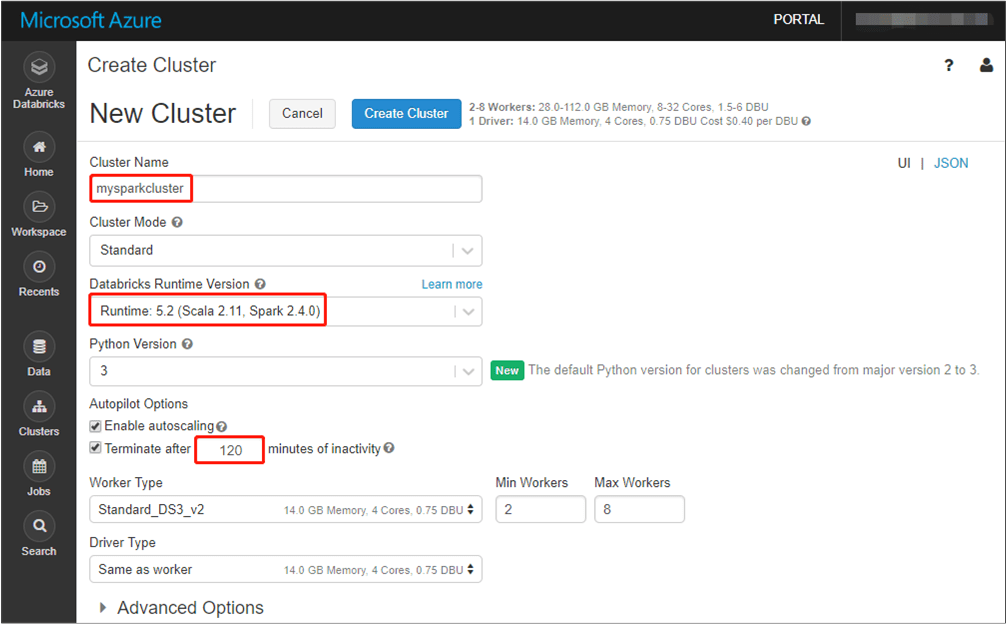 Microsoft Azure
PORTAL
Azure
Databricks
Home
Workspace
Recents
Data
Clusters
Jobs
Search
Create Cluster
?
New Cluster
Cancel
Create Cluster
2-8 Workers: 28.0-112.0 GB Memory, 8-32 Cores, 1.5-6 DBU
1 Driver: 14.0 GB Memory, 4 Cores, 0.75 DBU Cost $0.40 per DBU ?
UI | JSON
Cluster Name
mysparkcluster
Cluster Mode ?
Standard
Databricks Runtime Version ? Learn more
Runtime: 5.2 (Scala 2.11, Spark 2.4.0)
Python Version ?
3
New The default Python version for clusters was changed from major version 2 to 3.
Autopilot Options
Enable autoscaling ?
Terminate after 120 minutes of inactivity ?
Worker Type Min Workers Max Workers
Standard_DS3_v2 14.0 GB Memory, 4 Cores, 0.75 DBU 2 8
Driver Type
Same as worker 14.0 GB Memory, 4 Cores, 0.75 DBU
Advanced Options